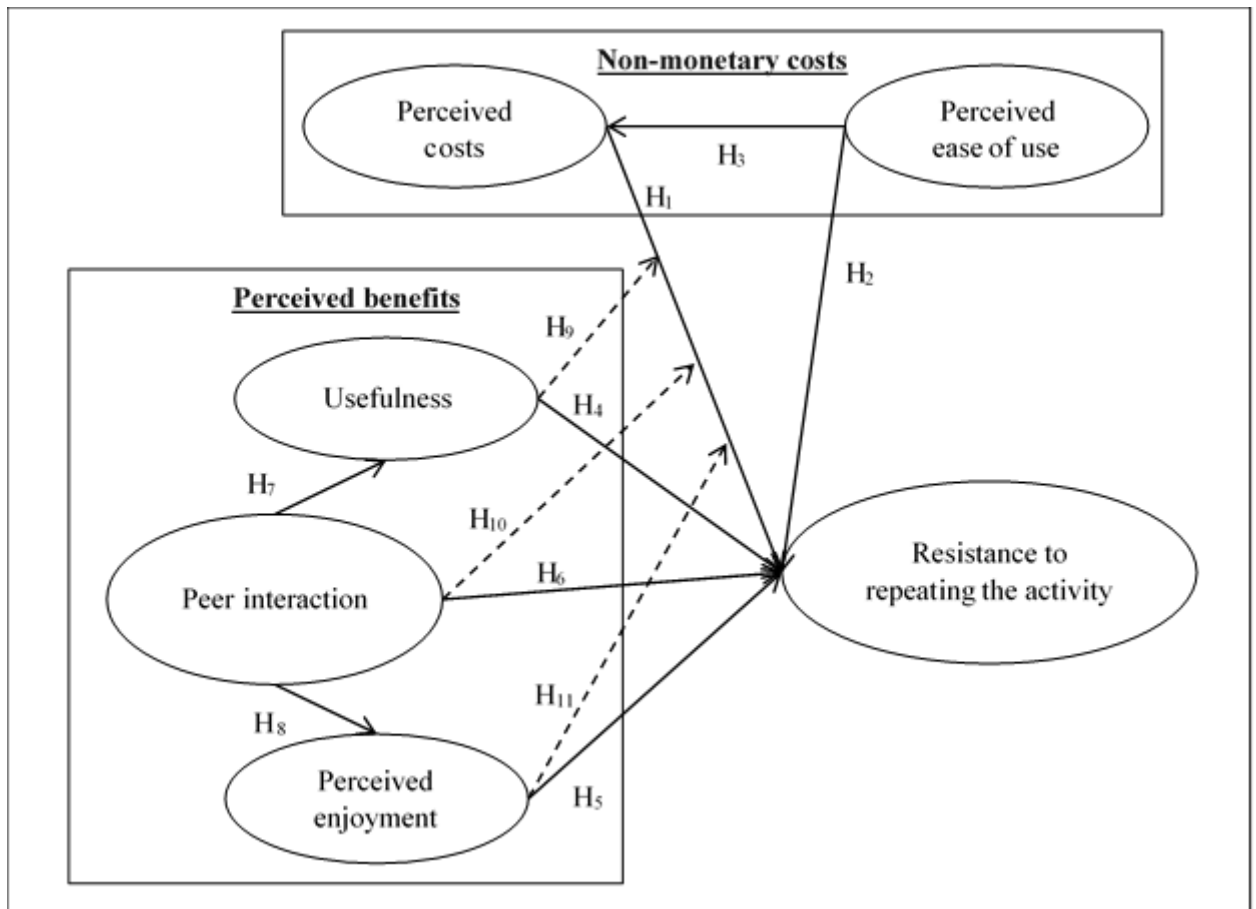 Non-monetary costs
Perceived
costs
Perceived
ease of use
H3
H1
H2
Perceived benefits
H9
Usefulness
H4
H7
H10
Peer interaction
H6
Resistance to
repeating the activity
H8
H11
Perceived
enjoyment
H5